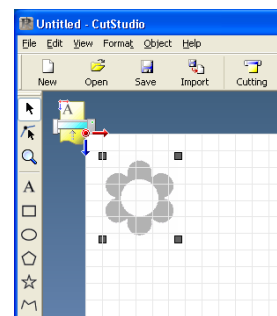 Untitled - CutStudio
File Edit View Format Object Help
New Open Save Import Cutting
A
A